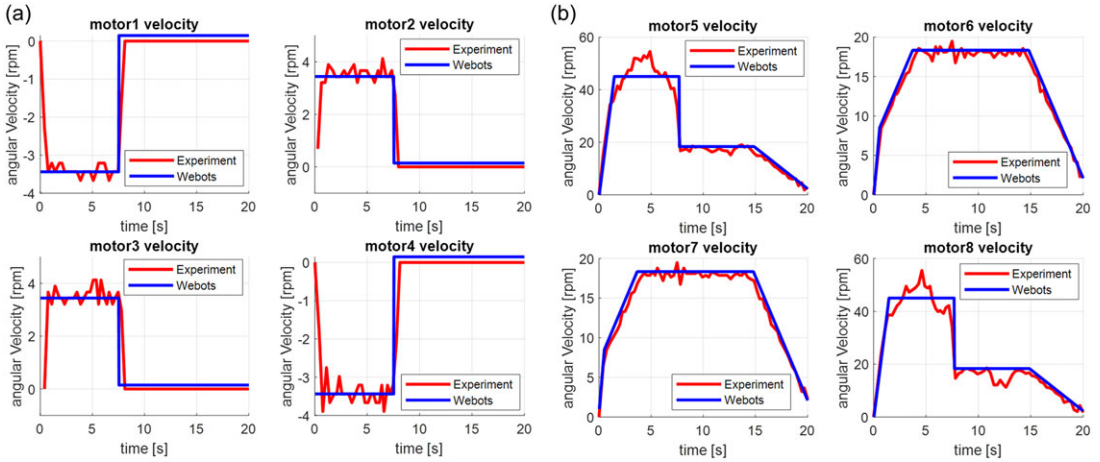 (a)
motor1 velocity
angular Velocity [rpm]
0
-1
-2
-3
-4
Experiment
Webots
0 5 10 15 20
time [s]
motor2 velocity
angular Velocity [rpm]
4
2
0
Experiment
Webots
0 5 10 15 20
time [s]
motor3 velocity
angular Velocity [rpm]
4
2
0
Experiment
Webots
0 5 10 15 20
time [s]
motor4 velocity
angular Velocity [rpm]
0
-1
-2
-3
-4
Experiment
Webots
0 5 10 15 20
time [s]
(b)
motor5 velocity
angular Velocity [rpm]
60
40
20
0
Experiment
Webots
0 5 10 15 20
time [s]
motor6 velocity
angular Velocity [rpm]
20
15
10
5
0
Experiment
Webots
0 5 10 15 20
time [s]
motor7 velocity
angular Velocity [rpm]
20
15
10
5
0
Experiment
Webots
0 5 10 15 20
time [s]
motor8 velocity
angular Velocity [rpm]
60
40
20
0
Experiment
Webots
0 5 10 15 20
time [s]